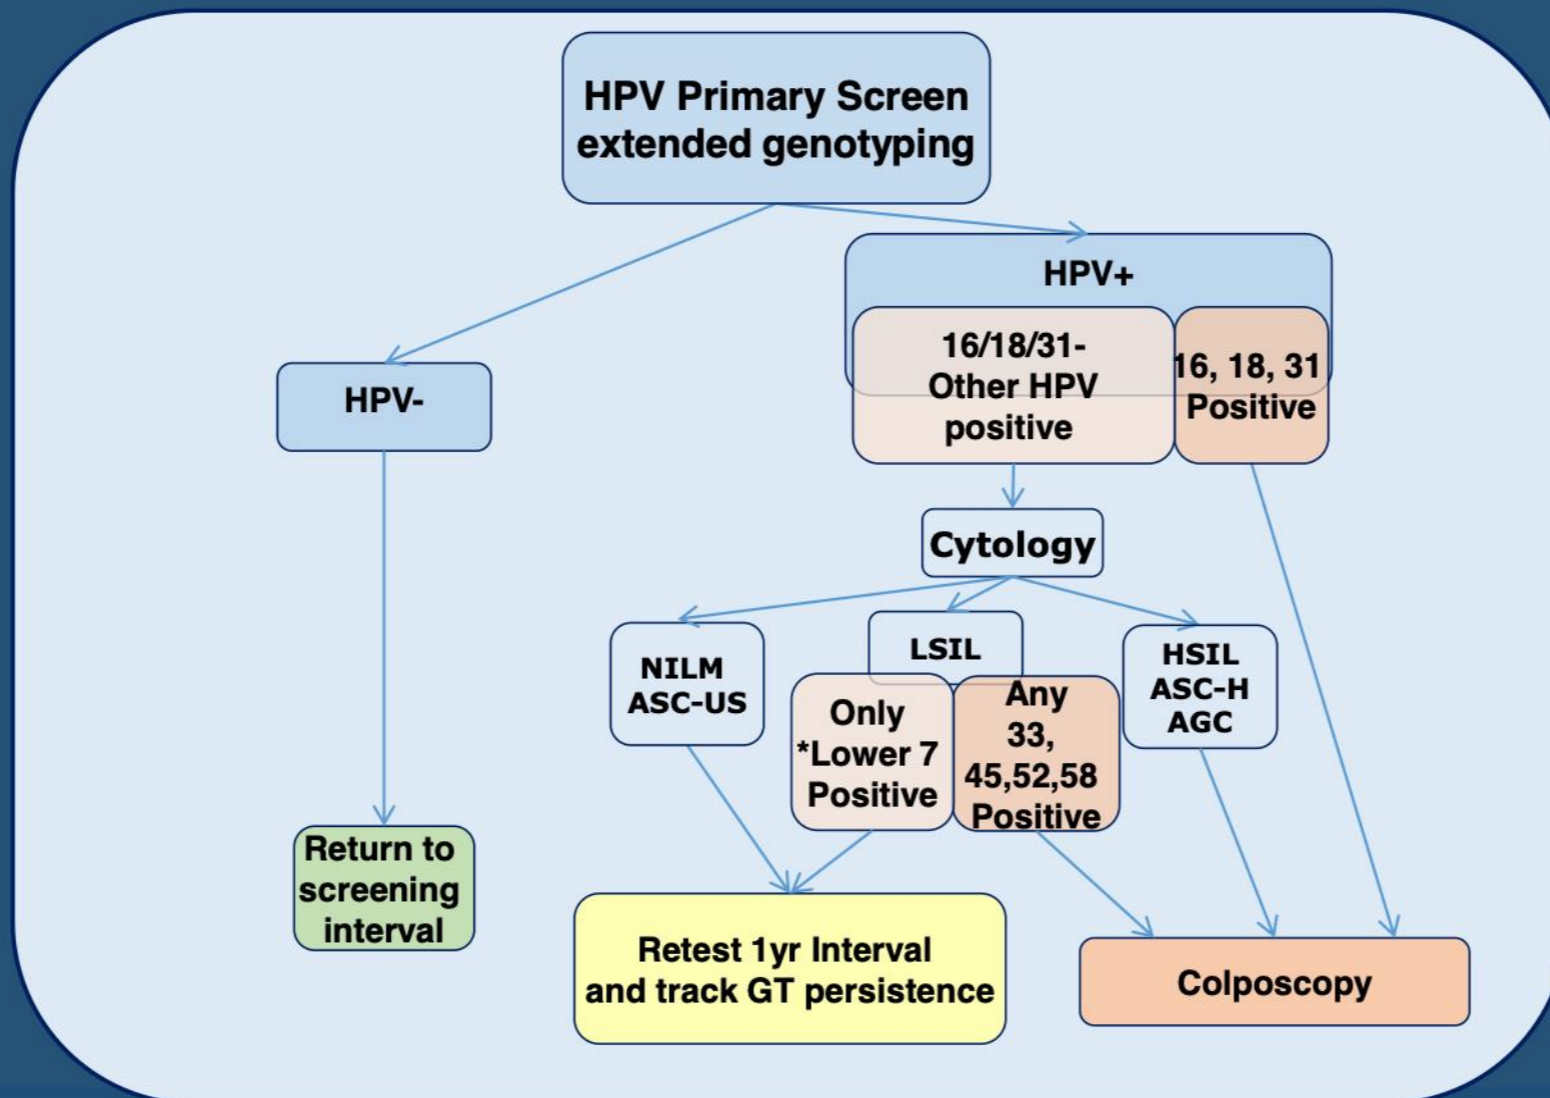 HPV Primary Screen
extended genotyping
HPV+
16/18/31-
Other HPV
positive
16, 18, 31
Positive
HPV-
Cytology
NILM
ASC-US
LSIL
Only
*Lower 7
Positive
Any
33,
45,52,58
Positive
HSIL
ASC-H
AGC
Return to
screening
interval
Retest 1yr Interval
and track GT persistence
Colposcopy